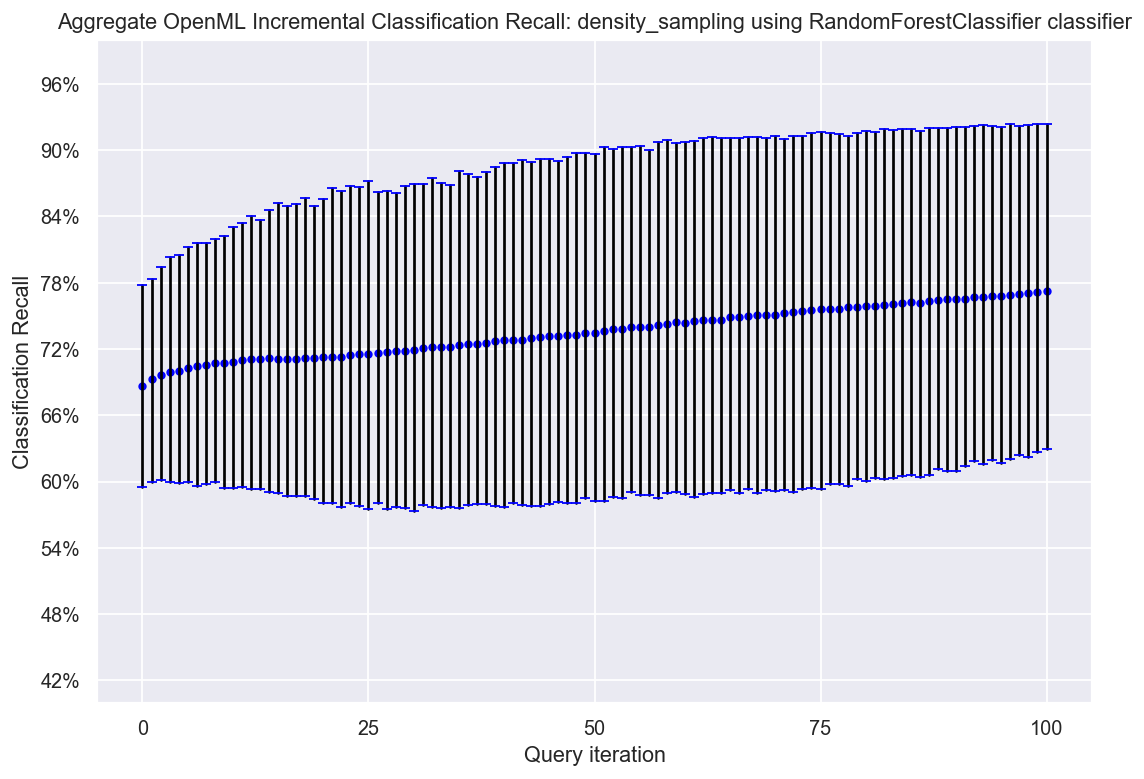 Aggregate OpenML Incremental Classification Recall: density_sampling using RandomForestClassifier classifier
96%
90%
84%
78%
72%
66%
60%
54%
48%
42%
Classification Recall
0 25 50 75 100
Query iteration